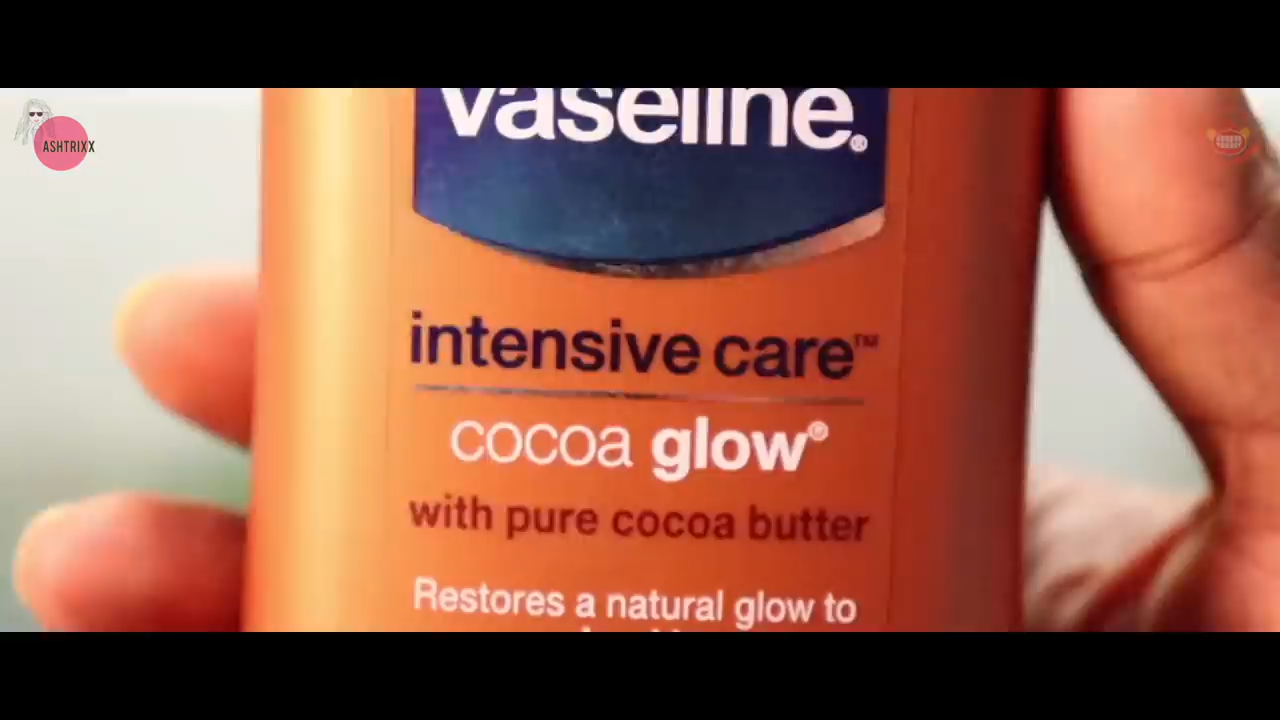 ASHTRIXX
Vaseline®
intensive care™
cocoa glow®
with pure cocoa butter
Restores a natural glow to